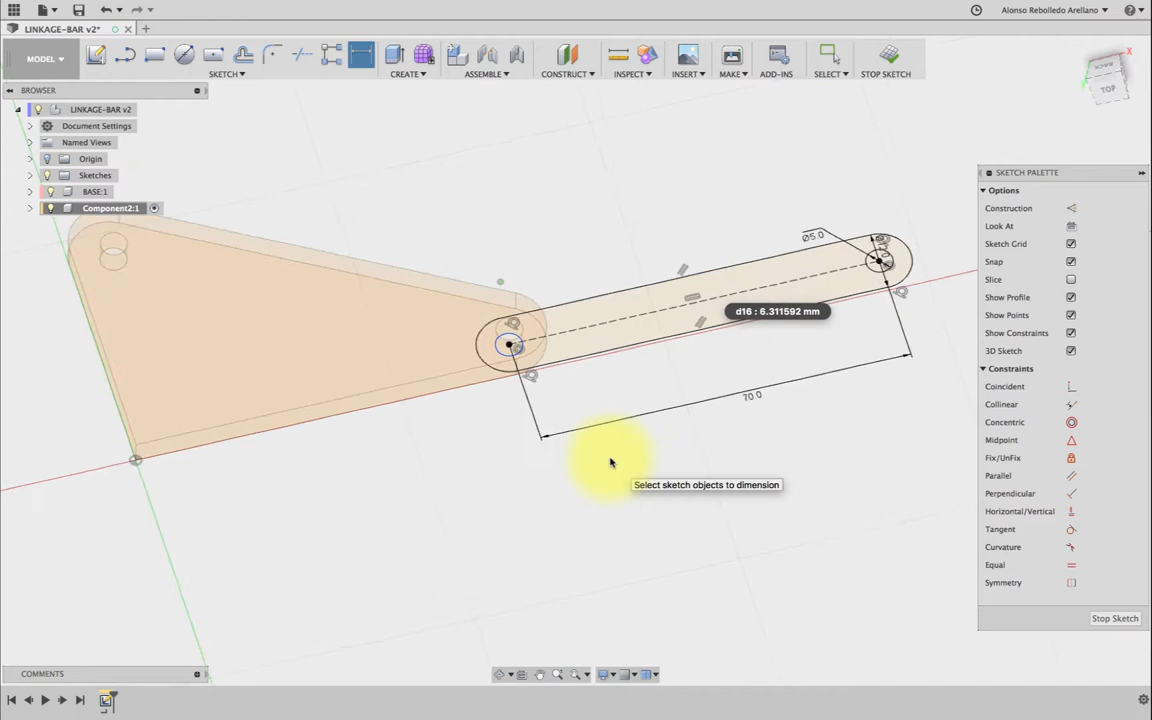 Alonso Rebolledo Arellano
LINKAGE-BAR v2*
MODEL
SKETCH
CREATE
ASSEMBLE
CONSTRUCT
INSPECT
INSERT
MAKE
ADD-INS
SELECT
STOP SKETCH
BROWSER
LINKAGE-BAR v2
Document Settings
Named Views
Origin
Sketches
BASE:1
Component2:1
X
BACK
TOP
SKETCH PALETTE
Options
Construction
Look At
Sketch Grid
Snap
Slice
Show Profile
Show Points
Show Constraints
3D Sketch
Constraints
Coincident
Collinear
Concentric
Midpoint
Fix/UnFix
Parallel
Perpendicular
Horizontal/Vertical
Tangent
Curvature
Equal
Symmetry
Stop Sketch
Ø5.0
d16 : 6.311592 mm
70.0
Select sketch objects to dimension
COMMENTS